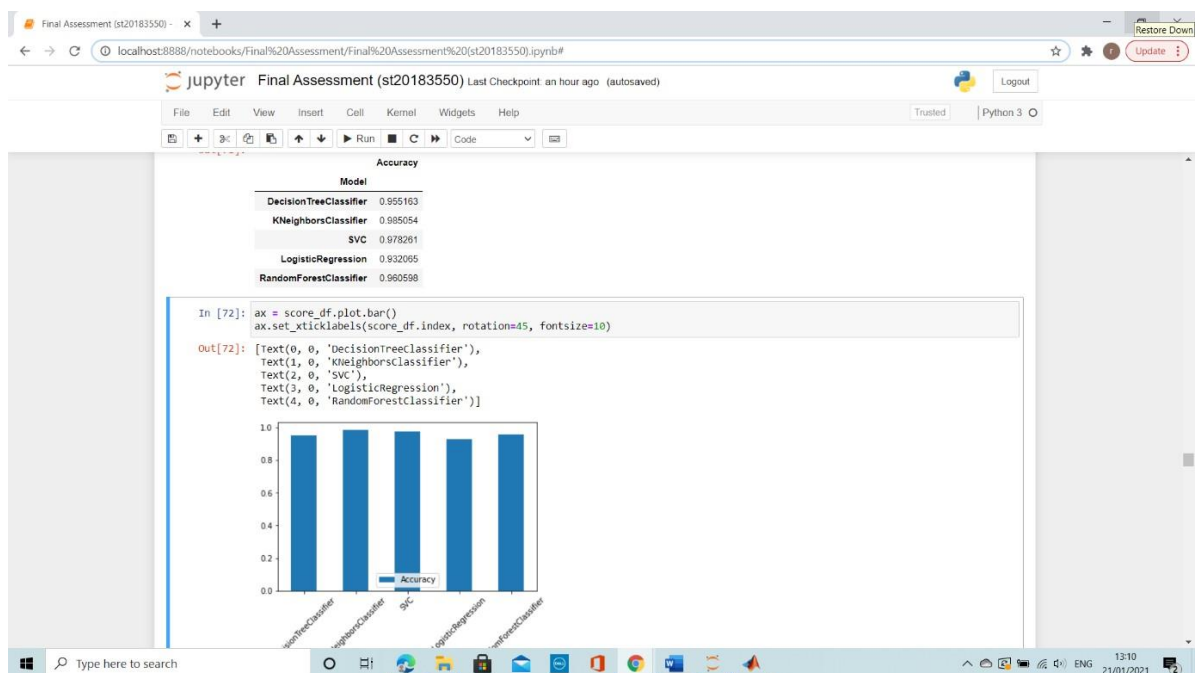 Final Assessment (st20183550) -
Restore Down
localhost:8888/notebooks/Final%20Assessment/Final%20Assessment%20(st20183550).ipynb#
Update
jupyter Final Assessment (st20183550) Last Checkpoint: an hour ago (autosaved)
Logout
File Edit View Insert Cell Kernel Widgets Help
Trusted Python 3
Run Code
Accuracy
Model
DecisionTreeClassifier 0.955163
KNeighborsClassifier 0.985054
SVC 0.978261
LogisticRegression 0.932065
RandomForestClassifier 0.960598
In [72]: ax = score_df.plot.bar()
ax.set_xticklabels(score_df.index, rotation=45, fontsize=10)
Out[72]: [Text(0, 0, 'DecisionTreeClassifier'),
Text(1, 0, 'KNeighborsClassifier'),
Text(2, 0, 'SVC'),
Text(3, 0, 'LogisticRegression'),
Text(4, 0, 'RandomForestClassifier')]
1.0
0.8
0.6
0.4
0.2
0.0
Accuracy
SVC
Type here to search
ENG
13:10
21/01/2021